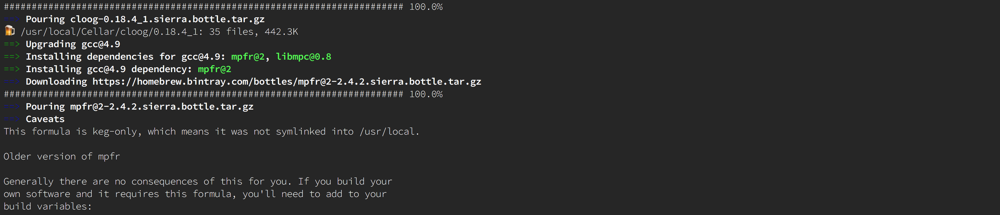 ######################################################################## 100.0%
==> Pouring cloog-0.18.4_1.sierra.bottle.tar.gz
🍺 /usr/local/Cellar/cloog/0.18.4_1: 35 files, 442.3K
==> Upgrading gcc@4.9
==> Installing dependencies for gcc@4.9: mpfr@2, libmpc@0.8
==> Installing gcc@4.9 dependency: mpfr@2
==> Downloading https://homebrew.bintray.com/bottles/mpfr@2-2.4.2.sierra.bottle.tar.gz
######################################################################## 100.0%
==> Pouring mpfr@2-2.4.2.sierra.bottle.tar.gz
==> Caveats
This formula is keg-only, which means it was not symlinked into /usr/local.
Older version of mpfr
Generally there are no consequences of this for you. If you build your
own software and it requires this formula, you'll need to add to your
build variables: